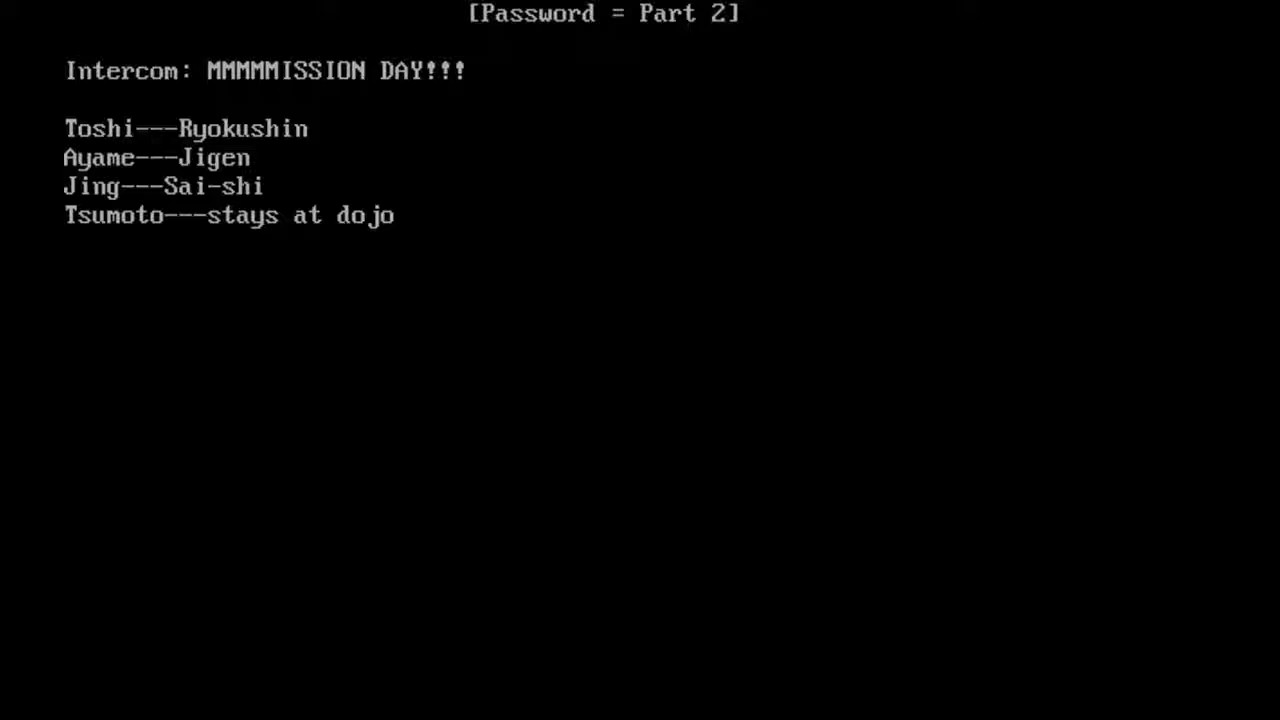 [Password = Part 2]
Intercom: MMMMMISSION DAY!!!
Toshi---Ryokushin
Ayame---Jigen
Jing---Sai-shi
Tsumoto---stays at dojo